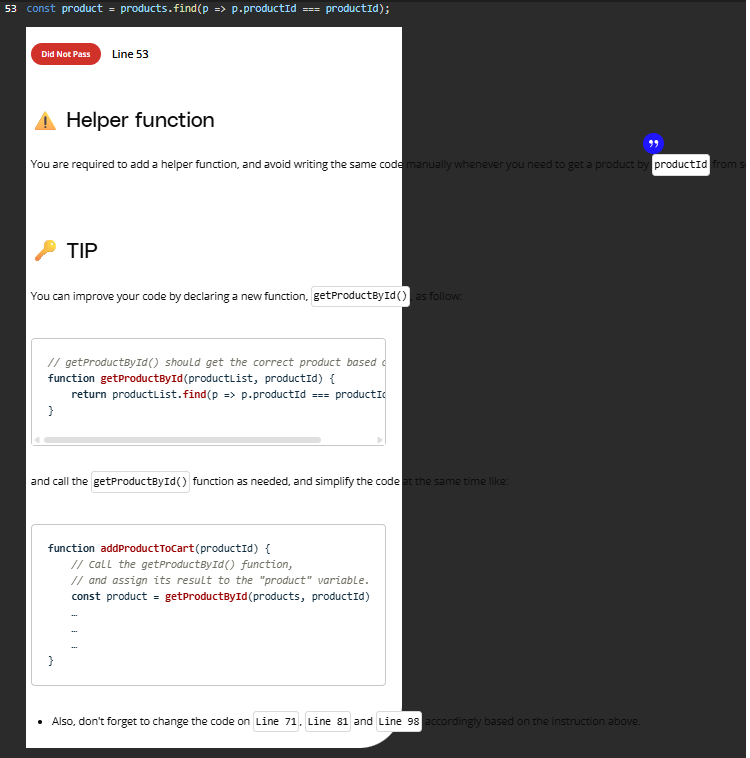 53 const product = products.find(p => p.productId === productId);
Did Not Pass Line 53
⚠️ Helper function
You are required to add a helper function, and avoid writing the same code manually whenever you need to get a product by productId from
🔑 TIP
You can improve your code by declaring a new function, getProductById(), as follow:
// getProductById() should get the correct product based
function getProductById(productList, productId) {
return productList.find(p => p.productId ===
}
and call the getProductById() function as needed, and simplify the code at the same time like:
function addProductToCart(productId) {
// Call the getProductById() function,
// and assign its result to the "product" variable.
const product = getProductById(products, productId)
…
…
…
}
• Also, don't forget to change the code on Line 71, Line 81 and Line 98 accordingly based on the instruction above.